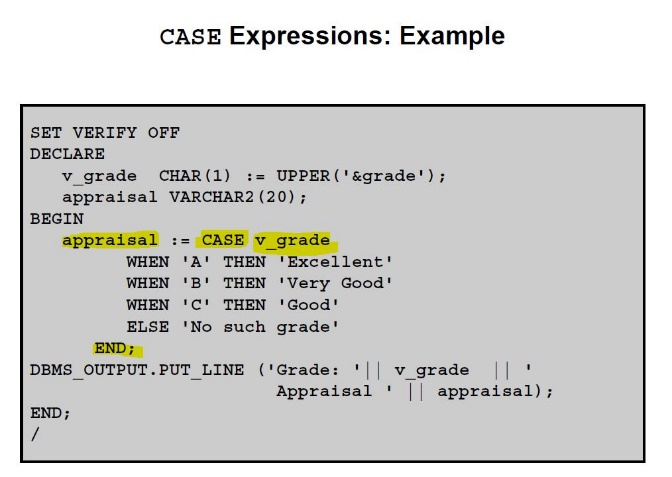 CASE Expressions: Example
SET VERIFY OFF
DECLARE
   v_grade  CHAR(1) := UPPER('&grade');
   appraisal VARCHAR2(20);
BEGIN
   appraisal := CASE v_grade
         WHEN 'A' THEN 'Excellent'
         WHEN 'B' THEN 'Very Good'
         WHEN 'C' THEN 'Good'
         ELSE 'No such grade'
      END;
DBMS_OUTPUT.PUT_LINE ('Grade: '|| v_grade  || '
                       Appraisal ' || appraisal);
END;
/